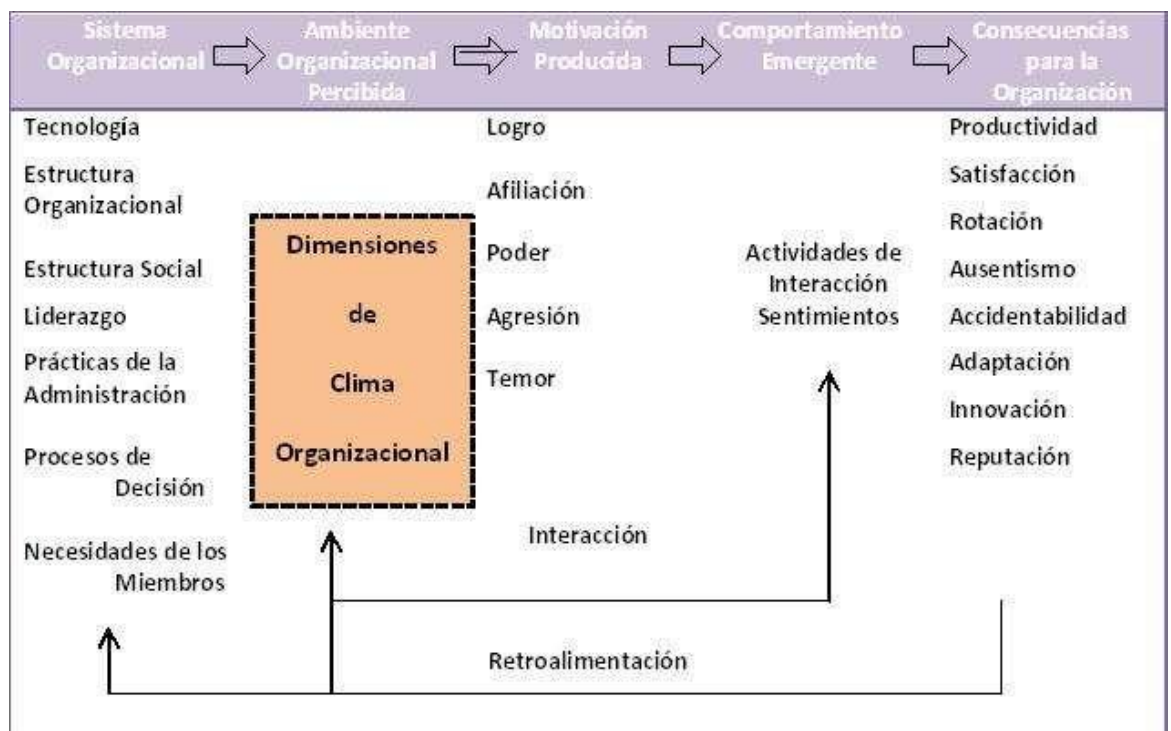 Sistema
Organizacional
Ambiente
Organizacional
Percibida
Motivación
Producida
Comportamiento
Emergente
Consecuencias
para la
Organización
Tecnología
Estructura
Organizacional
Estructura Social
Liderazgo
Prácticas de la
Administración
Procesos de
Decisión
Necesidades de los
Miembros
Dimensiones
de
Clima
Organizacional
Logro
Afiliación
Poder
Agresión
Temor
Actividades de
Interacción
Sentimientos
Productividad
Satisfacción
Rotación
Ausentismo
Accidentabilidad
Adaptación
Innovación
Reputación
Interacción
Retroalimentación